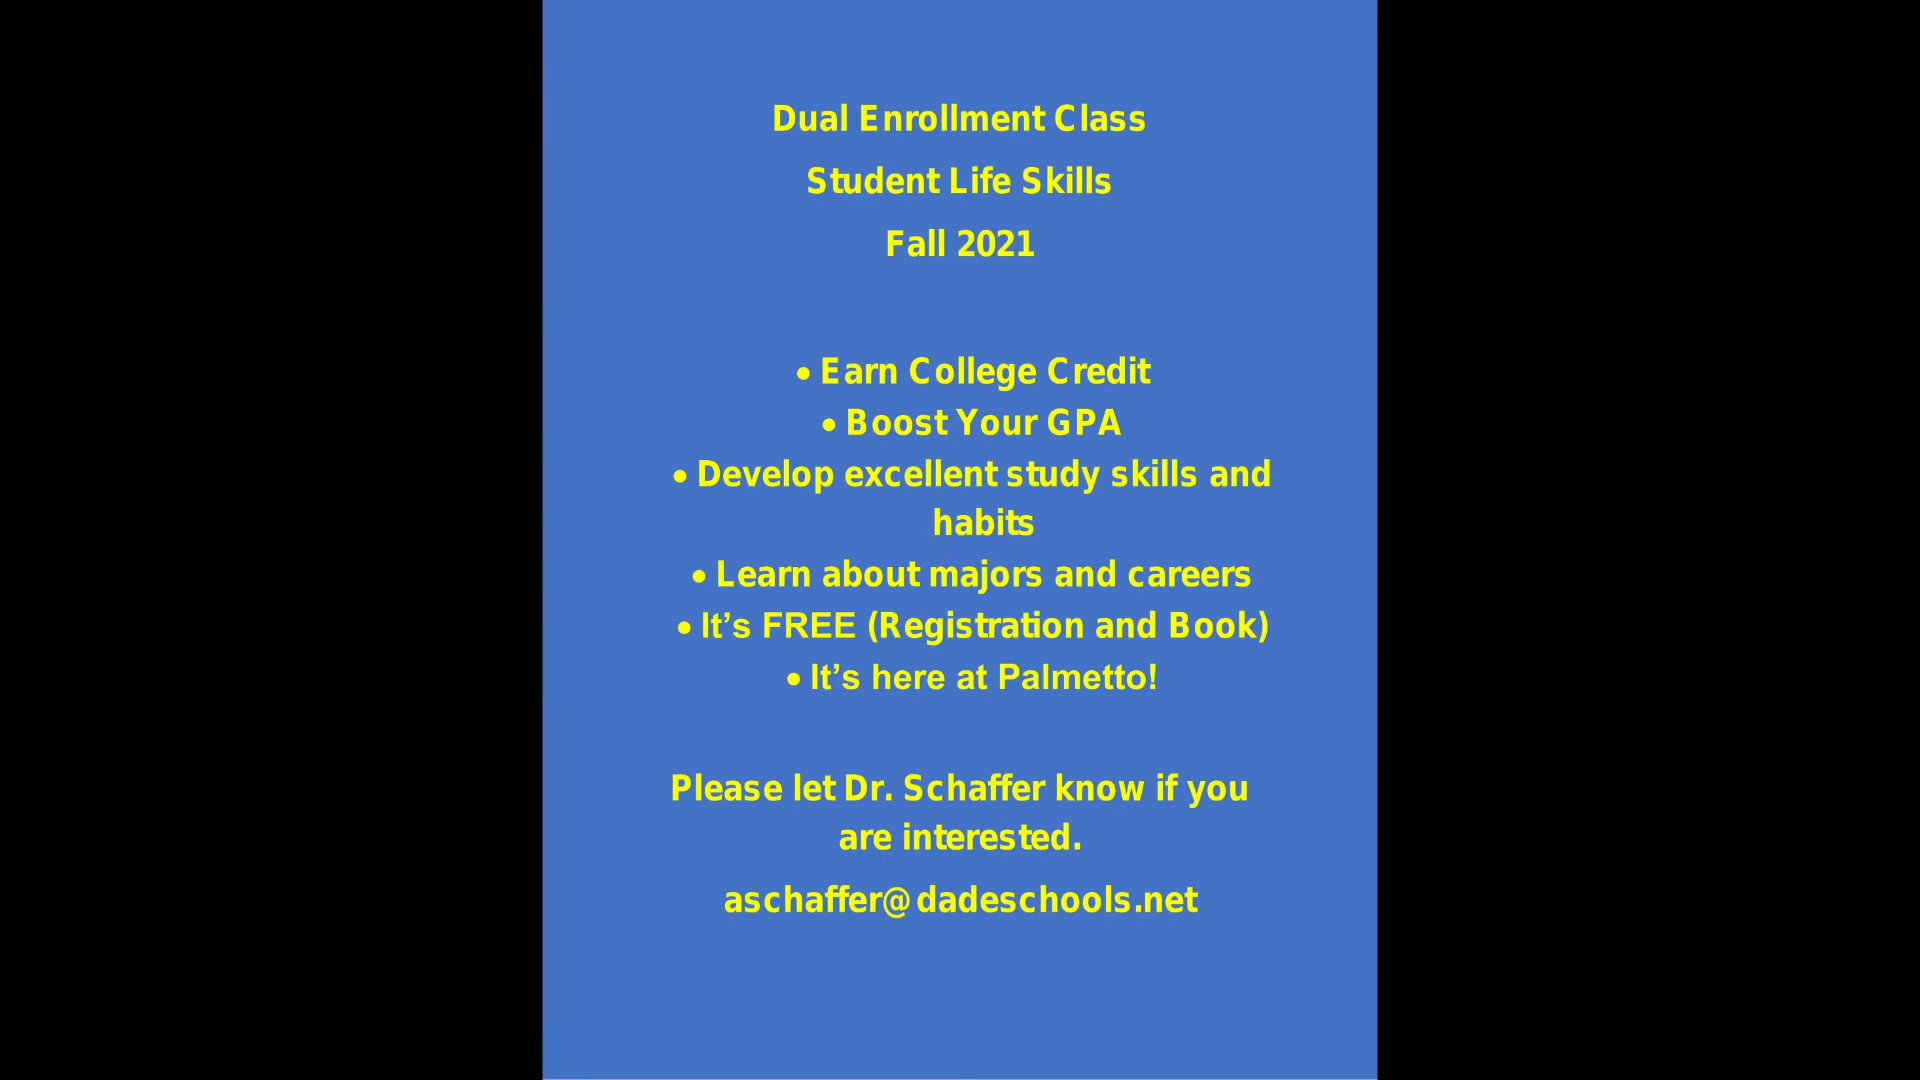 Dual Enrollment Class
Student Life Skills
Fall 2021
• Earn College Credit
• Boost Your GPA
• Develop excellent study skills and
habits
• Learn about majors and careers
• It’s FREE (Registration and Book)
• It’s here at Palmetto!
Please let Dr. Schaffer know if you
are interested.
aschaffer@dadeschools.net